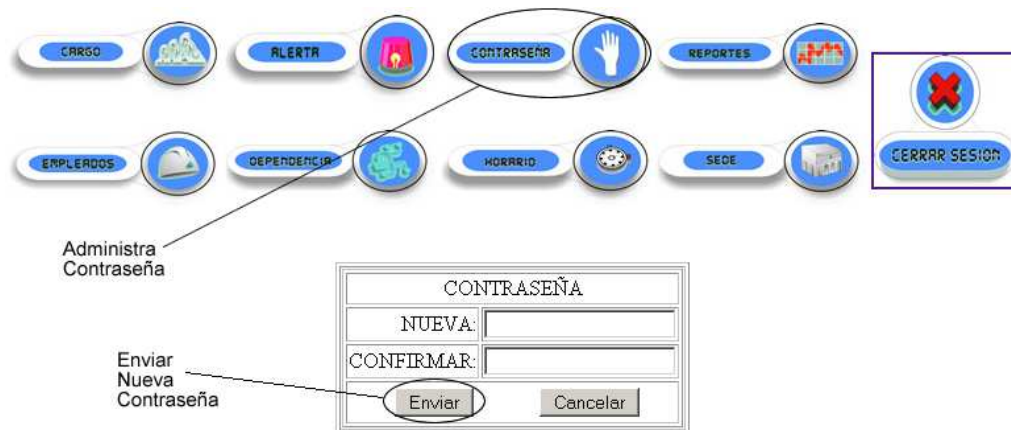 CARGO
ALERTA
CONTRASEÑA
REPORTES
CERRAR SESION
EMPLEADOS
DEPENDENCIA
HORARIO
SEDE
Administra
Contraseña
CONTRASEÑA
NUEVA:
CONFIRMAR:
Enviar
Nueva
Contraseña
Enviar
Cancelar